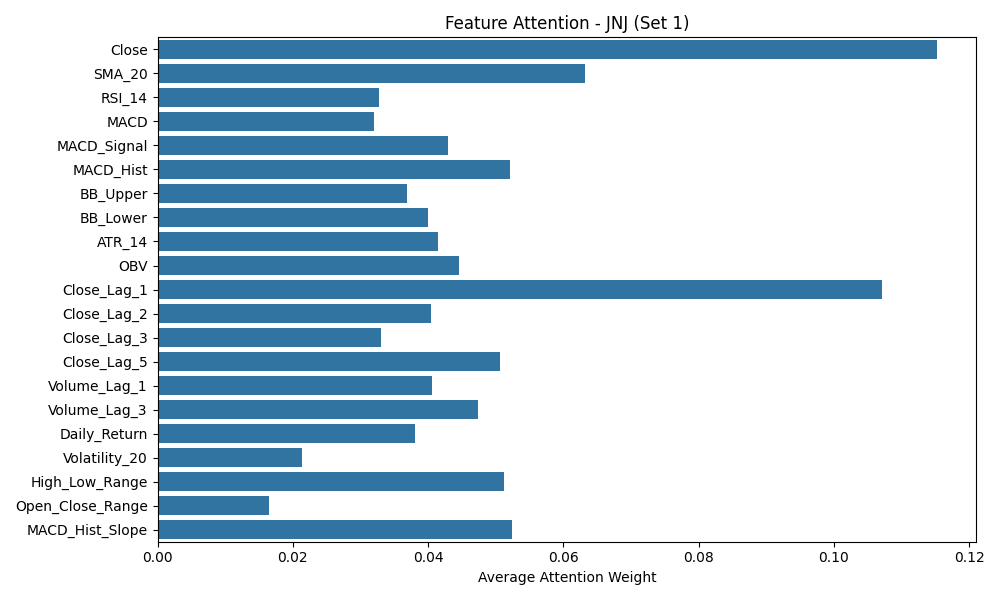 Feature Attention - JNJ (Set 1)
Close
SMA_20
RSI_14
MACD
MACD_Signal
MACD_Hist
BB_Upper
BB_Lower
ATR_14
OBV
Close_Lag_1
Close_Lag_2
Close_Lag_3
Close_Lag_5
Volume_Lag_1
Volume_Lag_3
Daily_Return
Volatility_20
High_Low_Range
Open_Close_Range
MACD_Hist_Slope
0.00 0.02 0.04 0.06 0.08 0.10 0.12
Average Attention Weight